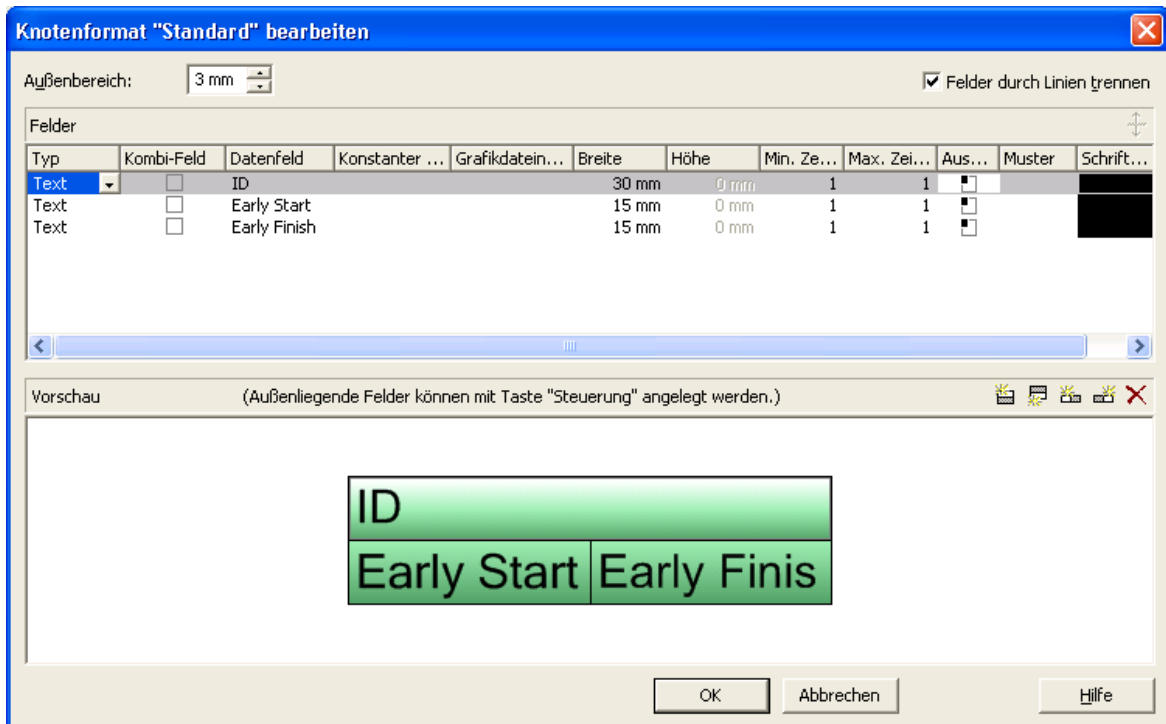 Knotenformat "Standard" bearbeiten
Außenbereich: 3 mm Felder durch Linien trennen
Felder
Typ Kombi-Feld Datenfeld Konstanter ... Grafikdatein... Breite Höhe Min. Ze... Max. Zei... Aus... Muster Schrift...
Text ID 30 mm 0 mm 1 1
Text Early Start 15 mm 0 mm 1 1
Text Early Finish 15 mm 0 mm 1 1
Vorschau (Außenliegende Felder können mit Taste "Steuerung" angelegt werden.)
ID
Early Start Early Finis
OK Abbrechen Hilfe